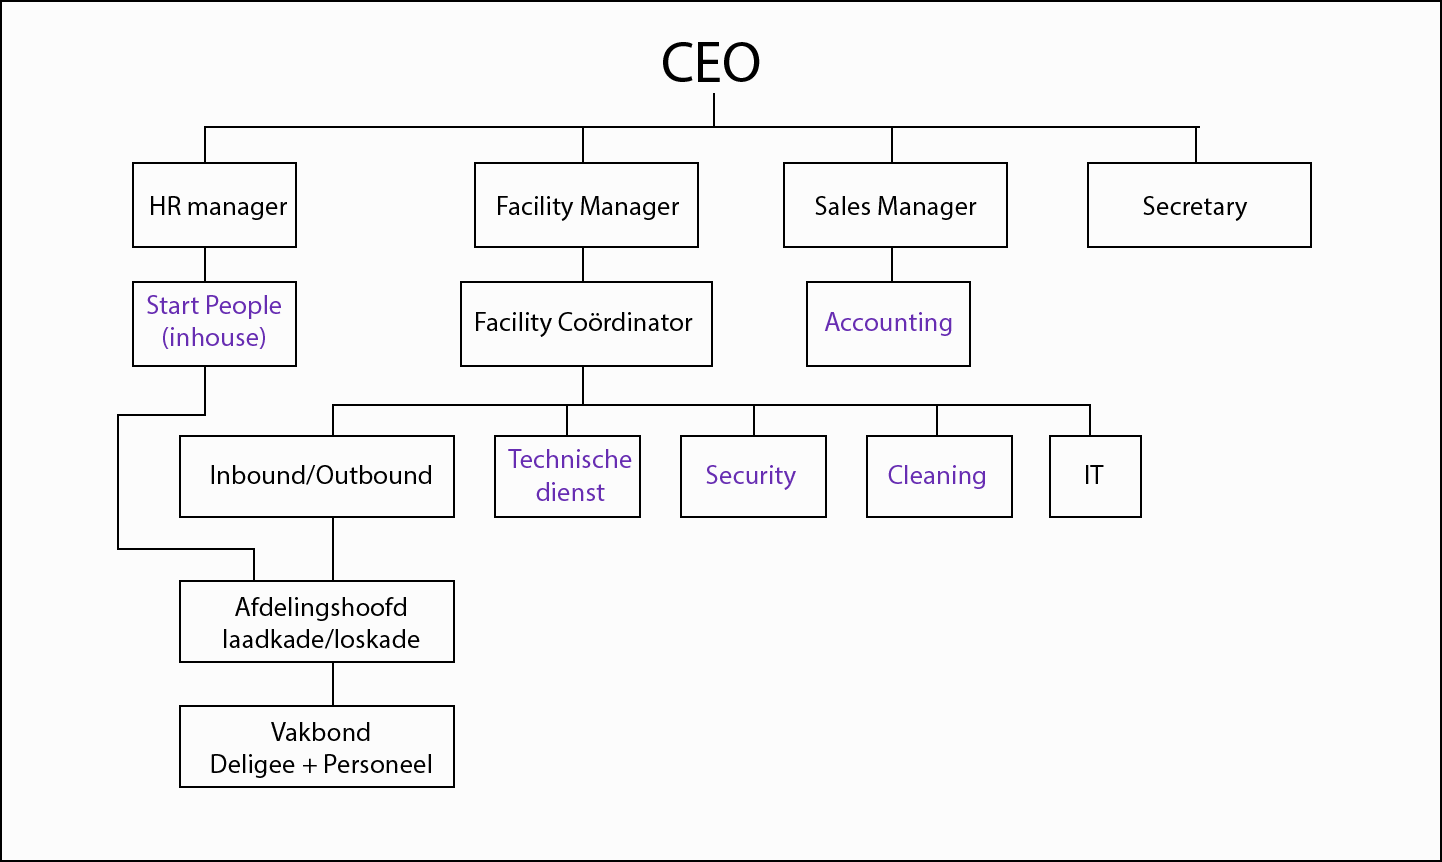 CEO
HR manager
Facility Manager
Sales Manager
Secretary
Start People
(inhouse)
Facility Coördinator
Accounting
Inbound/Outbound
Technische
dienst
Security
Cleaning
IT
Afdelingshoofd
laadkade/loskade
Vakbond
Deligee + Personeel